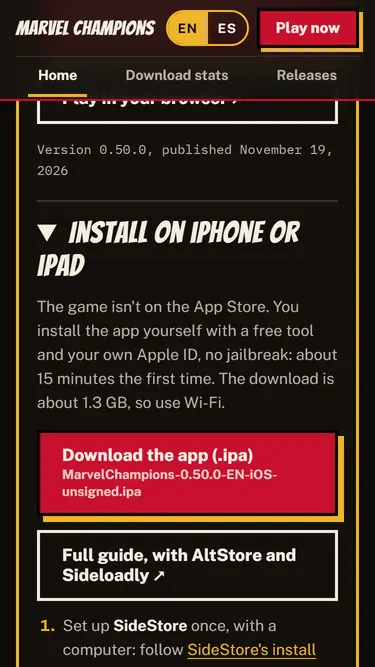 MARVEL CHAMPIONS
EN ES
Play now
Home Download stats Releases
Play in your browser ↗
Version 0.50.0, published November 19,
2026
▼ INSTALL ON IPHONE OR
IPAD
The game isn't on the App Store. You
install the app yourself with a free tool
and your own Apple ID, no jailbreak: about
15 minutes the first time. The download is
about 1.3 GB, so use Wi-Fi.
Download the app (.ipa)
MarvelChampions-0.50.0-EN-iOS-
unsigned.ipa
Full guide, with AltStore and
Sideloadly ↗
1. Set up SideStore once, with a
computer: follow SideStore's install